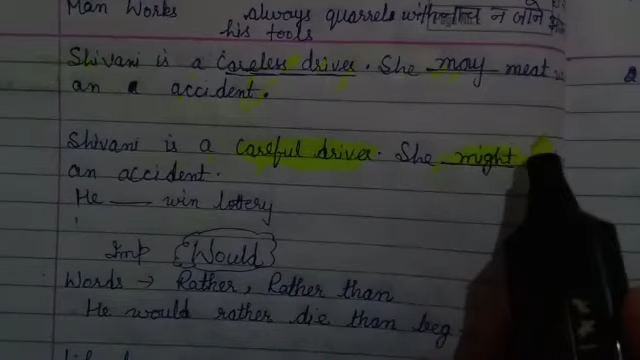 Man Works always quarrels with नाच न जाने
his tools
Shivani is a careless driver. She may meet
an a accident.
Shivani is a careful driver. She might
an accident.
He ___ win lottery
Imp Would
Words → Rather, Rather than
He would rather die than beg